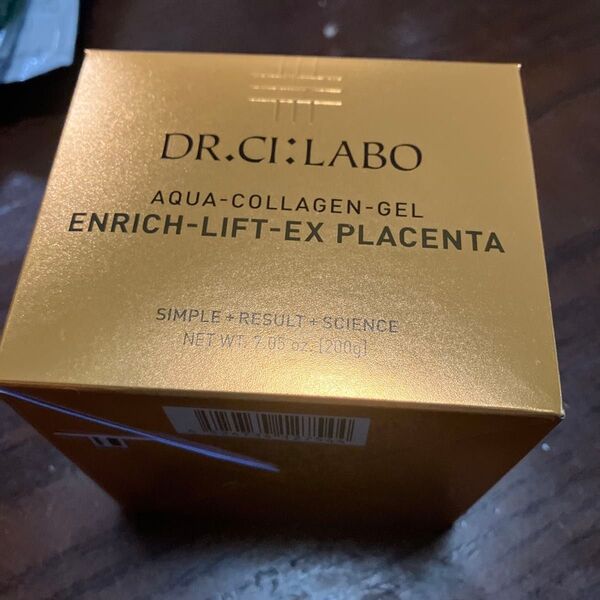 DR.CI:LABO
AQUA-COLLAGEN-GEL
ENRICH-LIFT-EX PLACENTA
SIMPLE + RESULT + SCIENCE
NET WT. 7.05 oz. [200g]